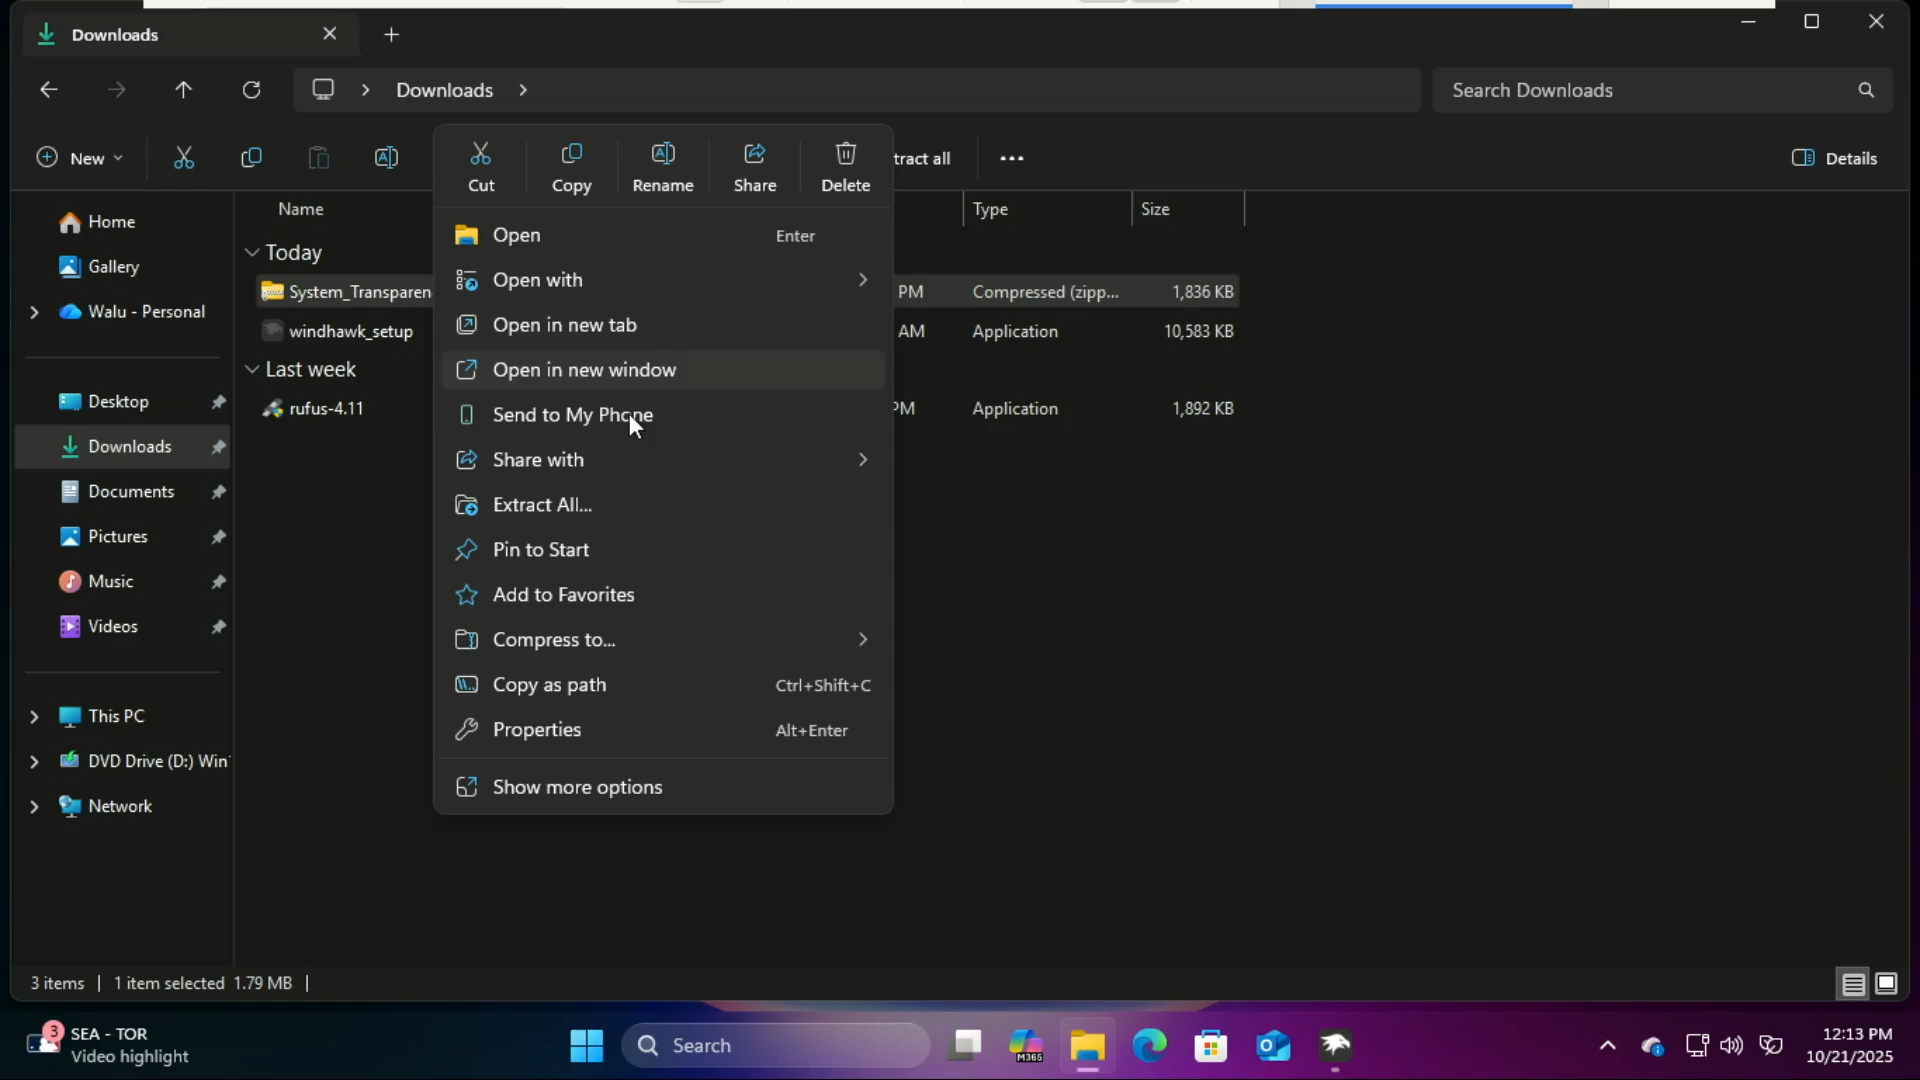 Downloads
Downloads
Search Downloads
New
tract all
Details
Cut
Copy
Rename
Share
Delete
Home
Gallery
Walu - Personal
Desktop
Downloads
Documents
Pictures
Music
Videos
This PC
DVD Drive (D:) Win
Network
Name
Type
Size
Today
System_Transparen
PM
Compressed (zipp...
1,836 KB
windhawk_setup
AM
Application
10,583 KB
Last week
rufus-4.11
PM
Application
1,892 KB
Open Enter
Open with
Open in new tab
Open in new window
Send to My Phone
Share with
Extract All...
Pin to Start
Add to Favorites
Compress to...
Copy as path Ctrl+Shift+C
Properties Alt+Enter
Show more options
3 items 1 item selected 1.79 MB
3
SEA - TOR
Video highlight
Search
M365
12:13 PM
10/21/2025